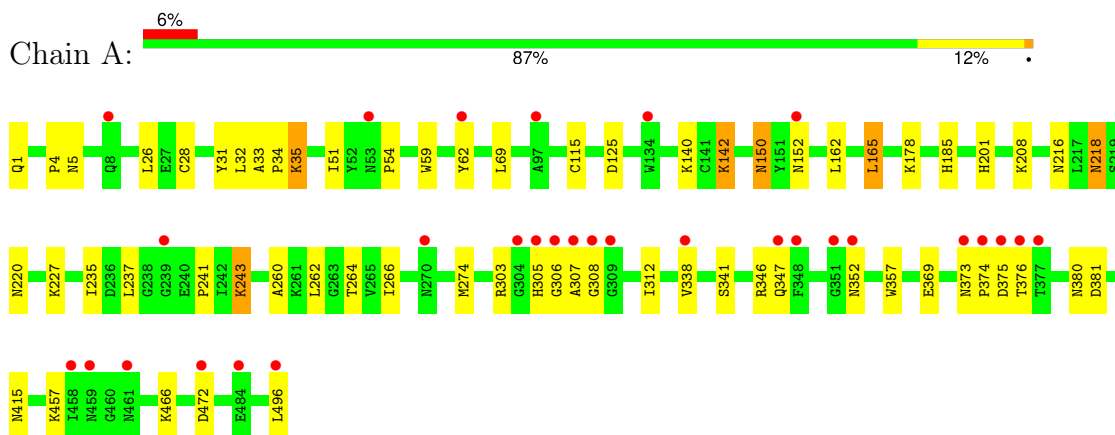 6%
Chain A:
87% 12% •
Q1 P4 N5 Q8 L26 E27 C28 Y31 L32 A33 P34 K35 I51 Y52 N53 P54 W59 Y62 L69 A97 C115 D125 W134 K140 C141 K142 N150 Y151 N152 L162 L165 K178 H185 H201 K208 N216 L217 N218 S219
N220 K227 I235 D236 L237 G238 G239 E240 P241 I242 K243 A260 K261 L262 G263 T264 V265 I266 N270 M274 R303 G304 H305 G306 A307 G308 G309 I312 V338 S341 R346 Q347 F348 G351 N352 W357 E369 N373 P374 D375 T376 T377 N380 D381
N415 K457 I458 N459 G460 N461 K466 D472 E484 L496